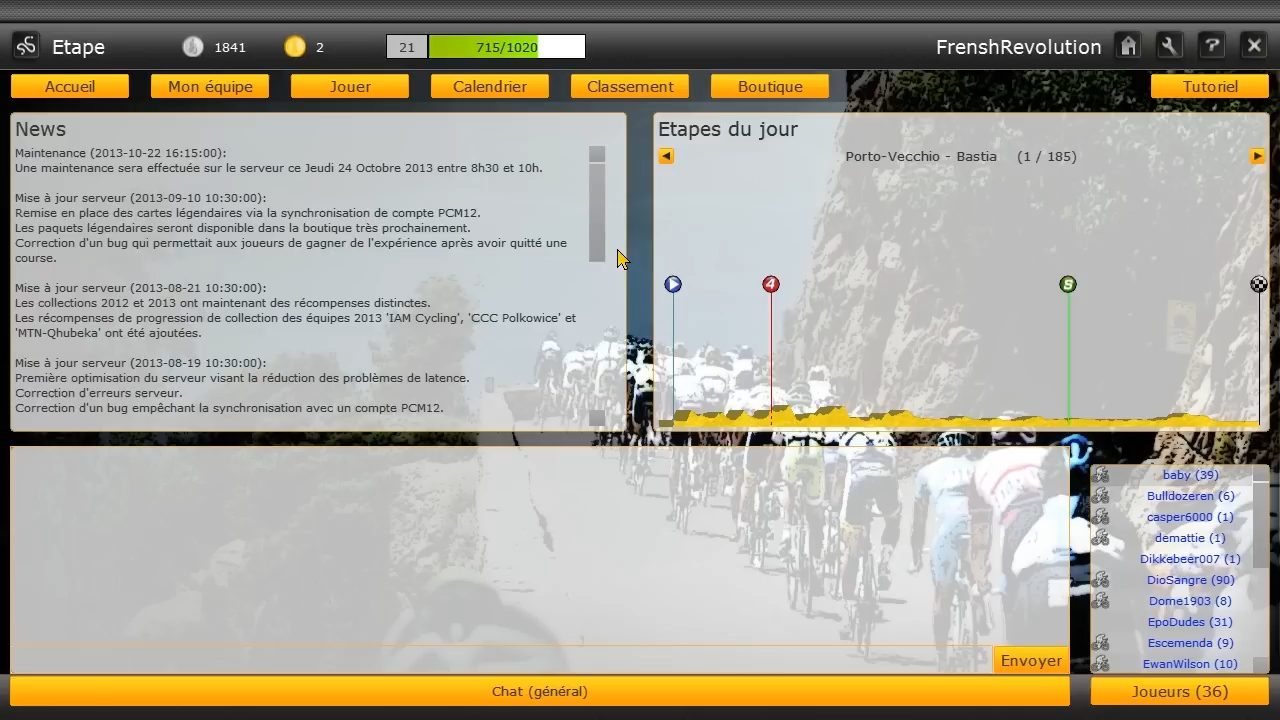 Etape
1841
2
21
715/1020
FrenshRevolution
?
Accueil
Mon équipe
Jouer
Calendrier
Classement
Boutique
Tutoriel
News
Maintenance (2013-10-22 16:15:00):
Une maintenance sera effectuée sur le serveur ce Jeudi 24 Octobre 2013 entre 8h30 et 10h.
Mise à jour serveur (2013-09-10 10:30:00):
Remise en place des cartes légendaires via la synchronisation de compte PCM12.
Les paquets légendaires seront disponible dans la boutique très prochainement.
Correction d'un bug qui permettait aux joueurs de gagner de l'expérience après avoir quitté une
course.
Mise à jour serveur (2013-08-21 10:30:00):
Les collections 2012 et 2013 ont maintenant des récompenses distinctes.
Les récompenses de progression de collection des équipes 2013 'IAM Cycling', 'CCC Polkowice' et
'MTN-Qhubeka' ont été ajoutées.
Mise à jour serveur (2013-08-19 10:30:00):
Première optimisation du serveur visant la réduction des problèmes de latence.
Correction d'erreurs serveur.
Correction d'un bug empêchant la synchronisation avec un compte PCM12.
Etapes du jour
Porto-Vecchio - Bastia (1 / 185)
4
S
Envoyer
Chat (général)
baby (39)
Bulldozeren (6)
casper6000 (1)
demattie (1)
Dikkebeer007 (1)
DioSangre (90)
Dome1903 (8)
EpoDudes (31)
Escemenda (9)
EwanWilson (10)
Joueurs (36)